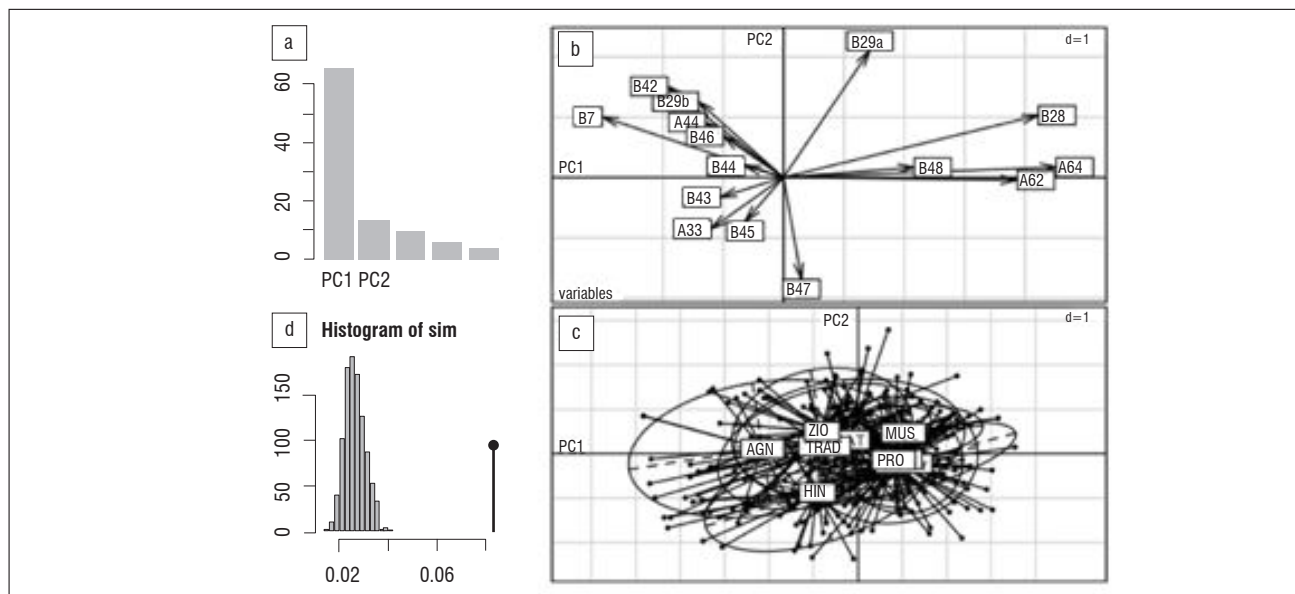 a
60
40
20
0
PC1 PC2
b
PC2
d=1
B29a
B42
B29b
B7
A44
B46
B28
PC1
B44
B48
A64
A62
B43
A33
B45
B47
variables
d
Histogram of sim
150
100
50
0
0.02
0.06
c
PC2
d=1
ZIO
MUS
PC1
AGN
TRAD
PRO
HIN